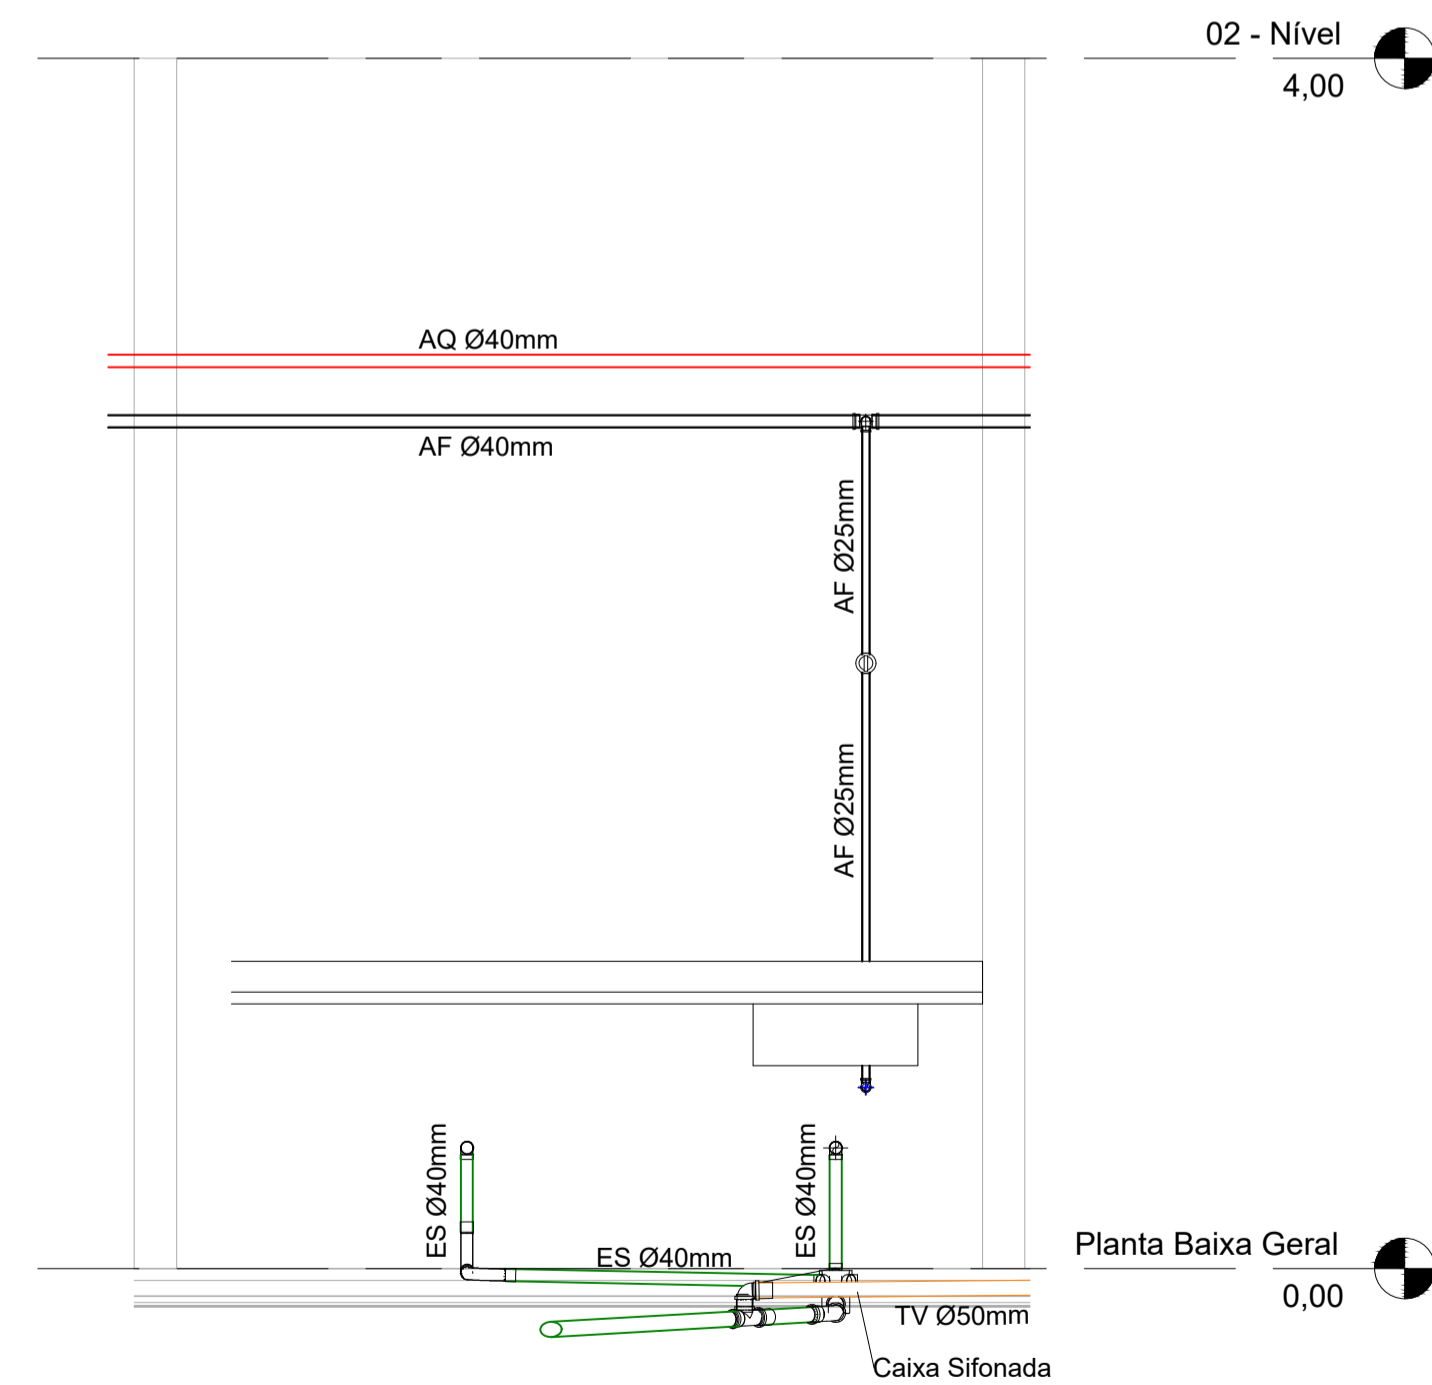 02 - Nível
4,00
AQ Ø40mm
AF Ø40mm
AF Ø25mm
AF Ø25mm
ES Ø40mm
ES Ø40mm
ES Ø40mm
Planta Baixa Geral
0,00
TV Ø50mm
Caixa Sifonada